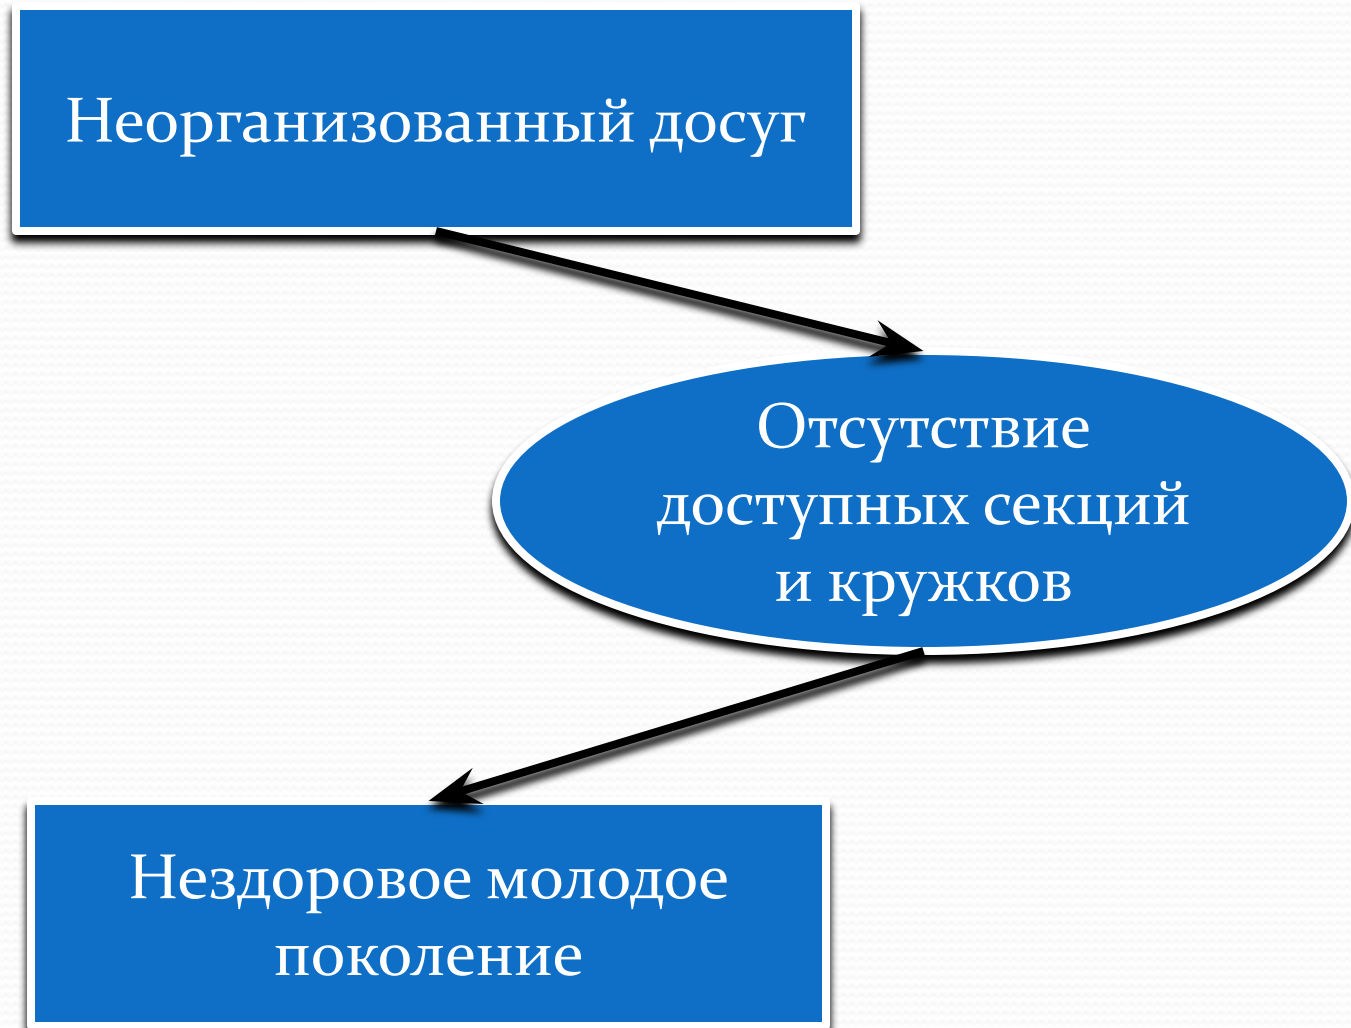 Неорганизованный досуг
Отсутствие
доступных секций
и кружков
Нездоровое молодое
поколение